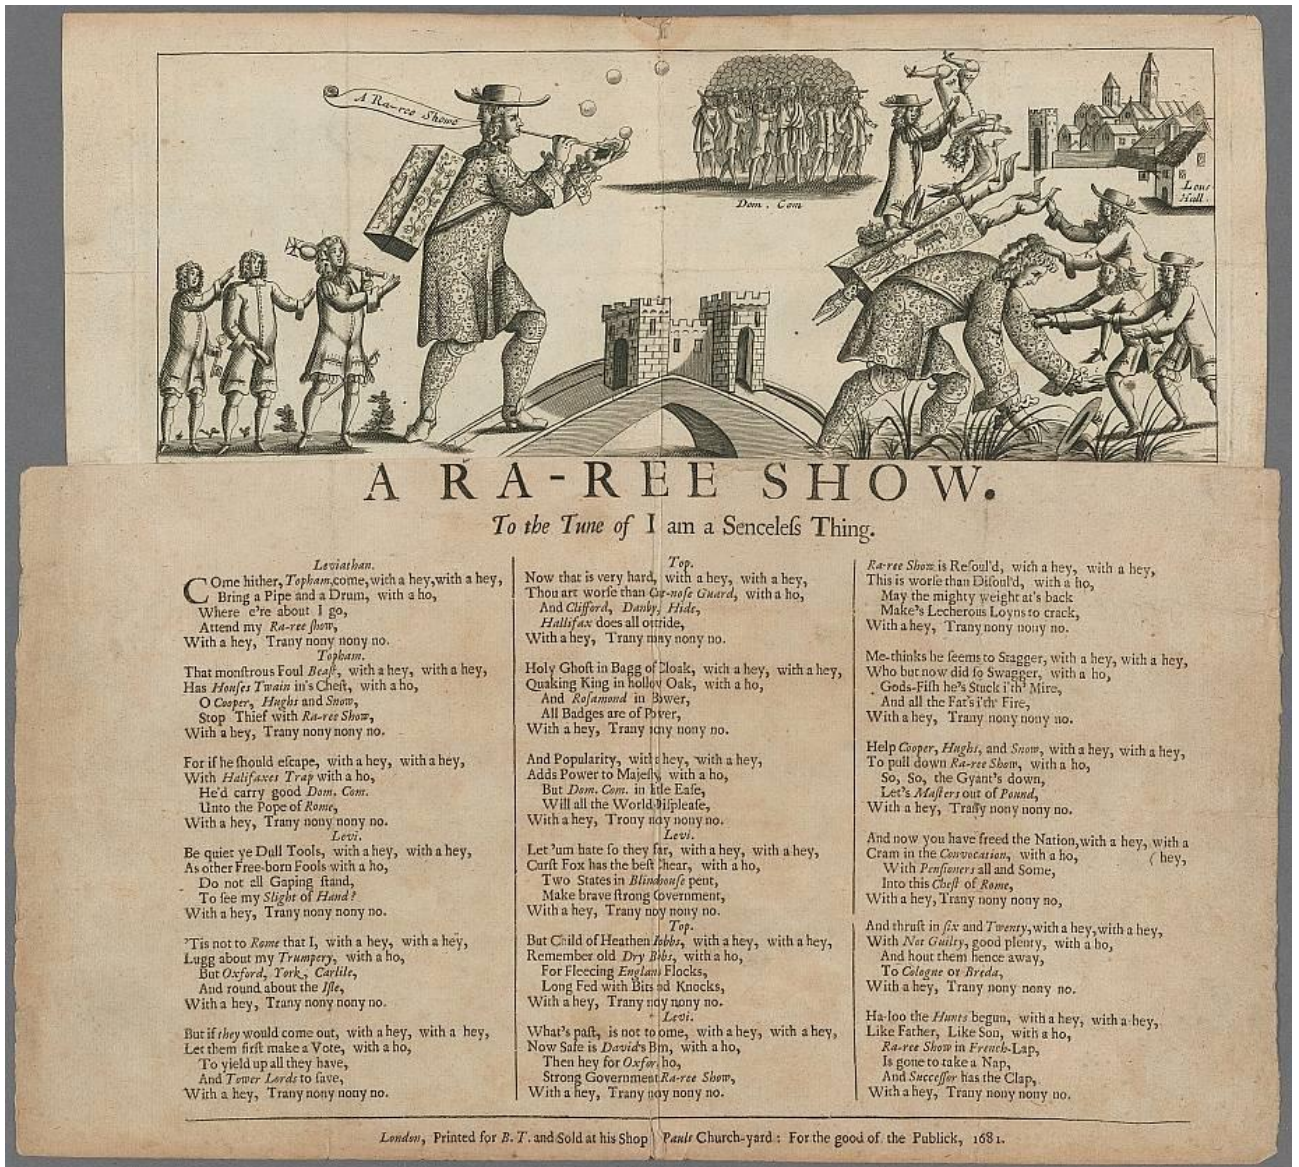 A Ra-ree Showe
Dom. Com
Lous
Hall.
A RA-REE SHOW.
To the Tune of I am a Senceleſs Thing.
Leviathan.
COme hither, Topham, come, with a hey, with a hey,
Bring a Pipe and a Drum, with a ho,
Where e're about I go,
Attend my Ra-ree ſhow,
With a hey, Trany nony nony no.
Topham.
That monſtrous Foul Beaſt, with a hey, with a hey,
Has Houſes Twain in's Cheſt, with a ho,
O Cooper, Hughs and Snow,
Stop Thief with Ra-ree Show,
With a hey, Trany nony nony no.
For if he ſhould eſcape, with a hey, with a hey,
With Halifaxes Trap with a ho,
He'd carry good Dom. Com.
Unto the Pope of Rome,
With a hey, Trany nony nony no.
Levi.
Be quiet ye Dull Tools, with a hey, with a hey,
As other Free-born Fools with a ho,
Do not all Gaping ſtand,
To ſee my Slight of Hand?
With a hey, Trany nony nony no.
'Tis not to Rome that I, with a hey, with a hey,
Lugg about my Trumpery, with a ho,
But Oxford, York, Carlile,
And round about the Iſle,
With a hey, Trany nony nony no.
But if they would come out, with a hey, with a hey,
Let them firſt make a Vote, with a ho,
To yield up all they have,
And Tower Lords to ſave,
With a hey, Trany nony nony no.
Top.
Now that is very hard, with a hey, with a hey,
Thou art worſe than Cut-noſe Guard, with a ho,
And Clifford, Danby, Hide,
Hallifax does all outride,
With a hey, Trany nony nony no.
Holy Ghoſt in Bagg of Cloak, with a hey, with a hey,
Quaking King in hollow Oak, with a ho,
And Roſamond in Bower,
All Badges are of Power,
With a hey, Trany nony nony no.
And Popularity, with a hey, with a hey,
Adds Power to Majeſty, with a ho,
But Dom. Com. in little Eaſe,
Will all the World Diſpleaſe,
With a hey, Trony nony nony no.
Levi.
Let 'um hate ſo they fear, with a hey, with a hey,
Curſt Fox has the beſt Chear, with a ho,
Two States in Blindhouſe pent,
Make brave ſtrong Government,
With a hey, Trany nony nony no.
Top.
But Child of Heathen Hobbs, with a hey, with a hey,
Remember old Dry Bobs, with a ho,
For Fleecing England Flocks,
Long Fed with Bits and Knocks,
With a hey, Trany nony nony no.
Levi.
What's paſt, is not to come, with a hey, with a hey,
Now Safe is David's Bum, with a ho,
Then hey for Oxford ho,
Strong Government Ra-ree Show,
With a hey, Trany nony nony no.
Ra-ree Show is Reſoul'd, with a hey, with a hey,
This is worſe than Diſoul'd, with a ho,
May the mighty weight at's back
Make's Lecherous Loyns to crack,
With a hey, Trany nony nony no.
Me-thinks he ſeems to Stagger, with a hey, with a hey,
Who but now did ſo Swagger, with a ho,
Gods-Fiſh he's Stuck i'th' Mire,
And all the Fat's i'th' Fire,
With a hey, Trany nony nony no.
Help Cooper, Hughs, and Snow, with a hey, with a hey,
To pull down Ra-ree Show, with a ho,
So, So, the Gyant's down,
Let's Maſters out of Pound,
With a hey, Trany nony nony no.
And now you have freed the Nation, with a hey, with a
Cram in the Convocation, with a ho, ( hey,
With Penſioners all and Some,
Into this Cheſt of Rome,
With a hey, Trany nony nony no,
And thruſt in ſix and Twenty, with a hey, with a hey,
With Not Guilty, good plenty, with a ho,
And hout them hence away,
To Cologne or Breda,
With a hey, Trany nony nony no.
Ha-loo the Hunts begun, with a hey, with a hey,
Like Father, Like Son, with a ho,
Ra-ree Show in French-Lap,
Is gone to take a Nap,
And Succeſſor has the Clap,
With a hey, Trany nony nony no.
London, Printed for B. T. and Sold at his Shop Pauls Church-yard: For the good of the Publick, 1681.